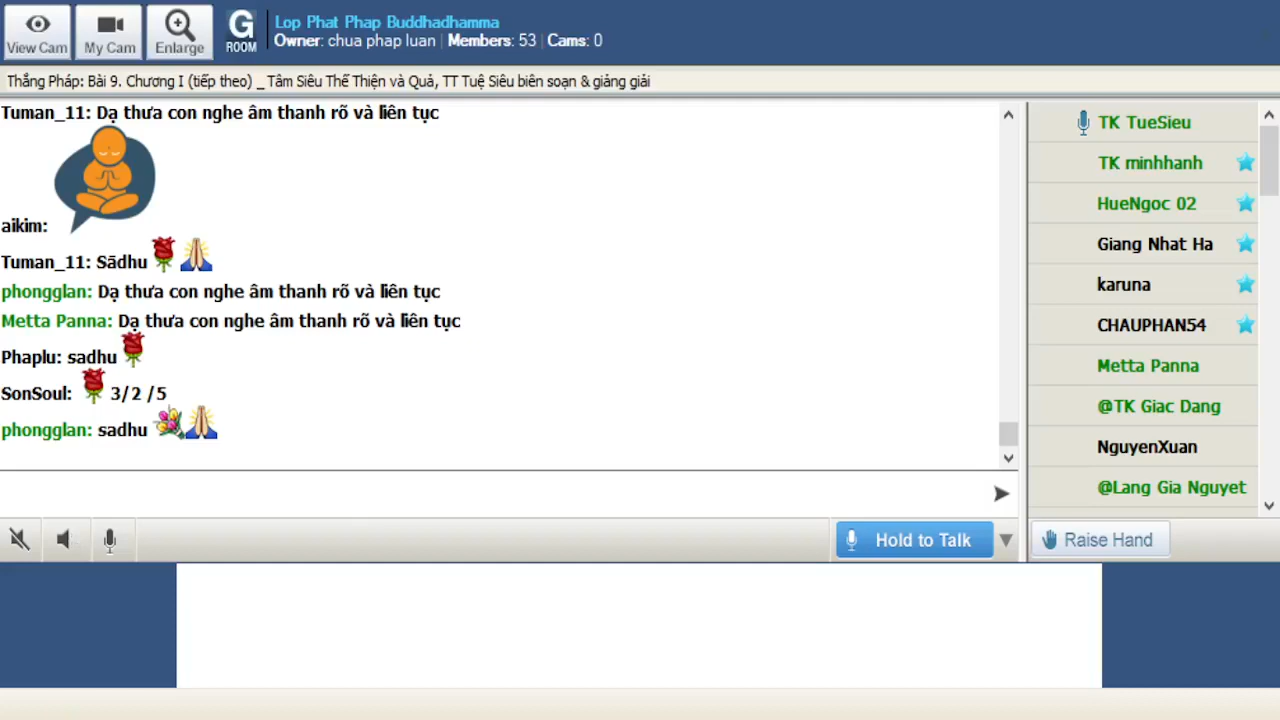 View Cam
My Cam
Enlarge
G
ROOM
Lop Phat Phap Buddhadhamma
Owner: chua phap luan | Members: 53 | Cams: 0
Thắng Pháp: Bài 9. Chương I (tiếp theo) _ Tâm Siêu Thế Thiện và Quả, TT Tuệ Siêu biên soạn & giảng giải
Tuman_11: Dạ thưa con nghe âm thanh rõ và liên tục
aikim:
Tuman_11: Sādhu
phongglan: Dạ thưa con nghe âm thanh rõ và liên tục
Metta Panna: Dạ thưa con nghe âm thanh rõ và liên tục
Phaplu: sadhu
SonSoul: 3/2 /5
phongglan: sadhu
TK TueSieu
TK minhhanh
HueNgoc 02
Giang Nhat Ha
karuna
CHAUPHAN54
Metta Panna
@TK Giac Dang
NguyenXuan
@Lang Gia Nguyet
Hold to Talk
Raise Hand